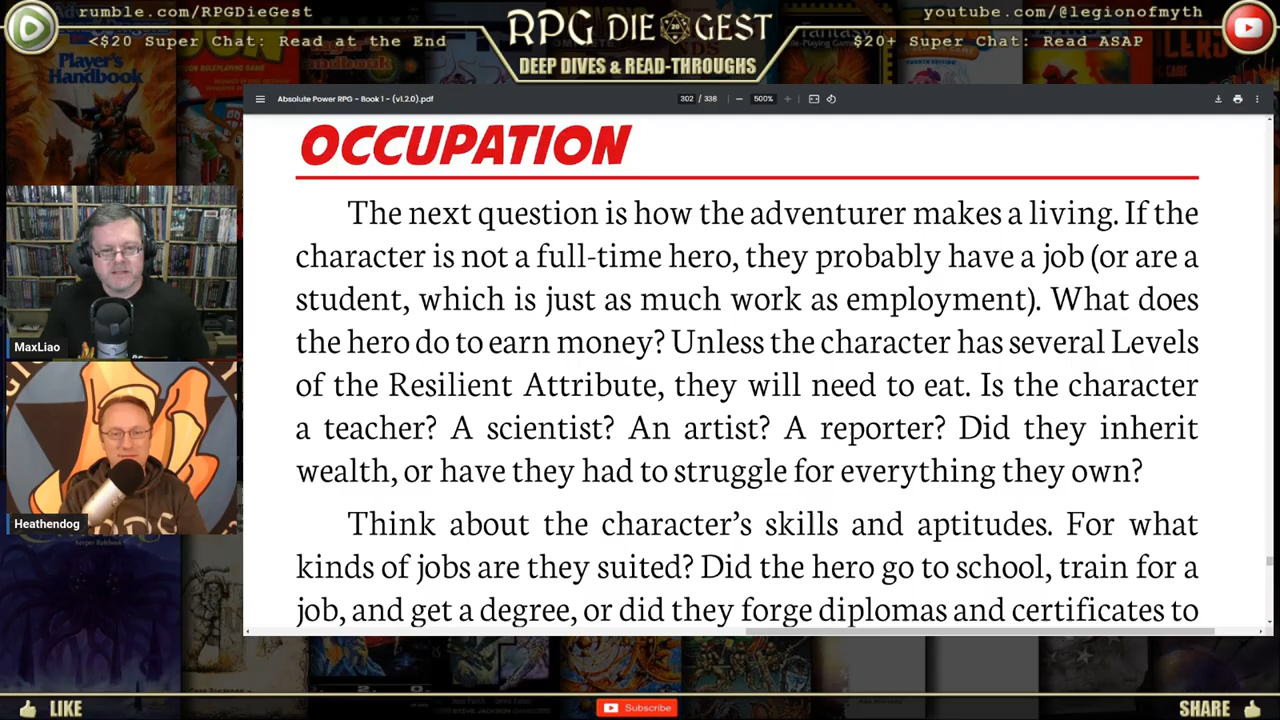 rumble.com/RPGDieGest
<$20 Super Chat: Read at the End
RPG DIE GEST
DEEP DIVES & READ-THROUGHS
youtube.com/@legionofmyth
$20+ Super Chat: Read ASAP
Player's
Handbook
Absolute Power RPG - Book 1 - (v1.2.0).pdf
302 / 338
500%
OCCUPATION
The next question is how the adventurer makes a living. If the
character is not a full-time hero, they probably have a job (or are a
student, which is just as much work as employment). What does
the hero do to earn money? Unless the character has several Levels
of the Resilient Attribute, they will need to eat. Is the character
a teacher? A scientist? An artist? A reporter? Did they inherit
wealth, or have they had to struggle for everything they own?
Think about the character's skills and aptitudes. For what
kinds of jobs are they suited? Did the hero go to school, train for a
job, and get a degree, or did they forge diplomas and certificates to
MaxLiao
Heathendog
LIKE
Subscribe
SHARE